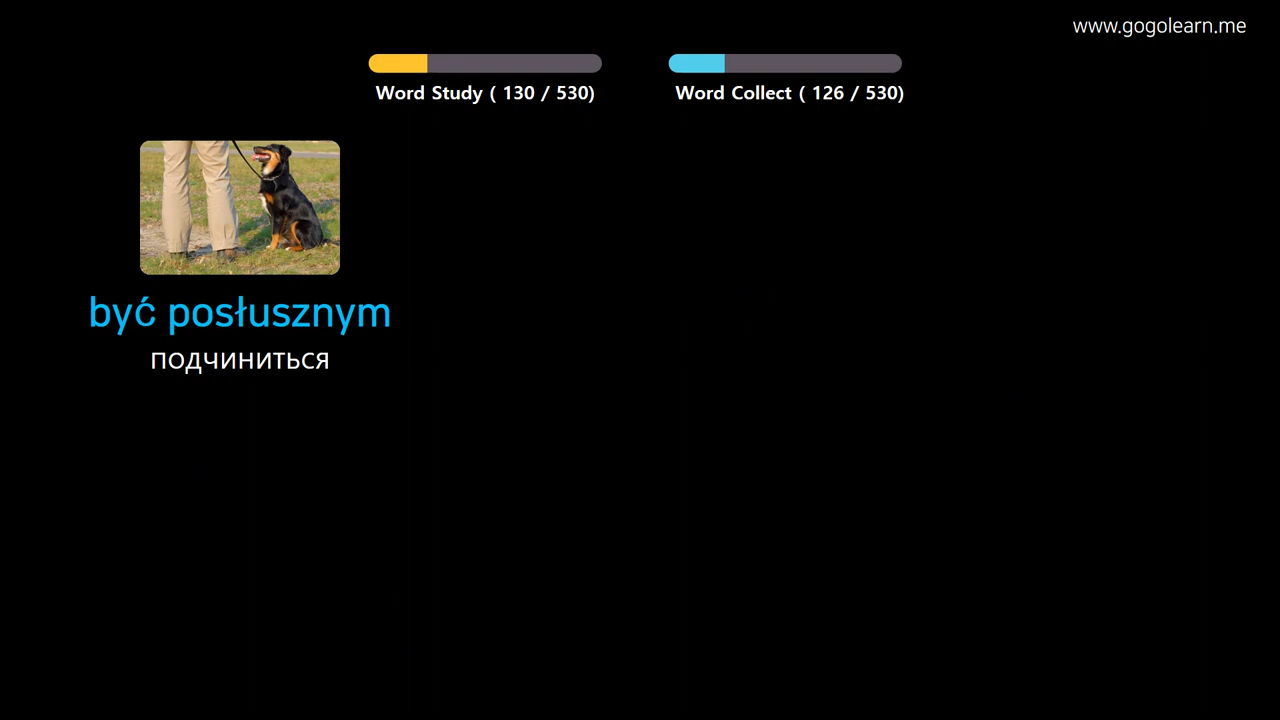 www.gogolearn.me
Word Study ( 130 / 530)
Word Collect ( 126 / 530)
być posłusznym
подчиниться